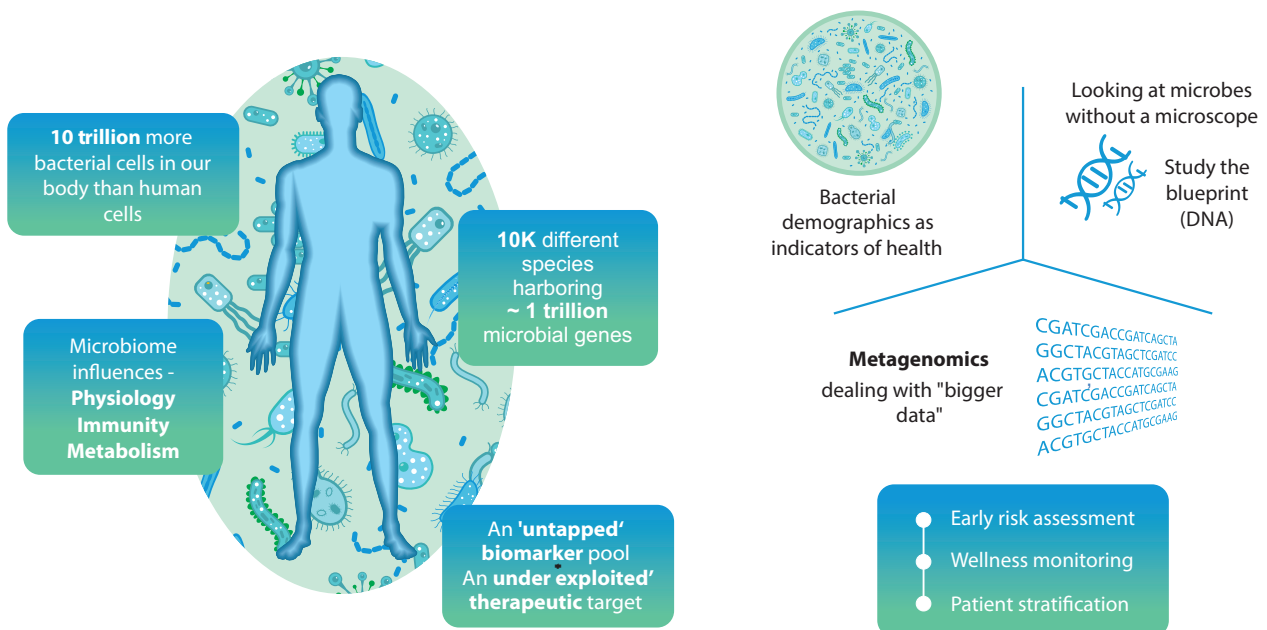 10 trillion more
bacterial cells in our
body than human
cells
10K different
species
harboring
~ 1 trillion
microbial genes
Microbiome
influences -
Physiology
Immunity
Metabolism
An 'untapped‘
biomarker pool
An under exploited’
therapeutic target
Bacterial
demographics as
indicators of health
Looking at microbes
without a microscope
Study the
blueprint
(DNA)
Metagenomics
dealing with "bigger
data"
CGATCGACCGATCAGCTA
GGCTACGTAGCTCGATCC
ACGTGCTACCATGCGAAG
CGATC’GACCGATCAGCTA
GGCTACGTAGCTCGATCC
ACGTGCTACCATGCGAAG
Early risk assessment
Wellness monitoring
Patient stratification